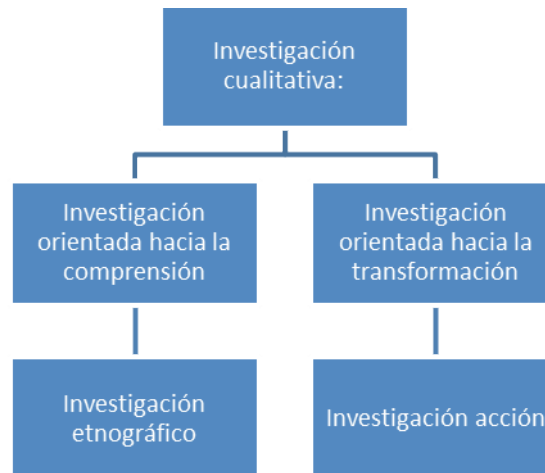 Investigación
cualitativa:
Investigación
orientada hacia la
comprensión
Investigación
orientada hacia la
transformación
Investigación
etnográfico
Investigación acción